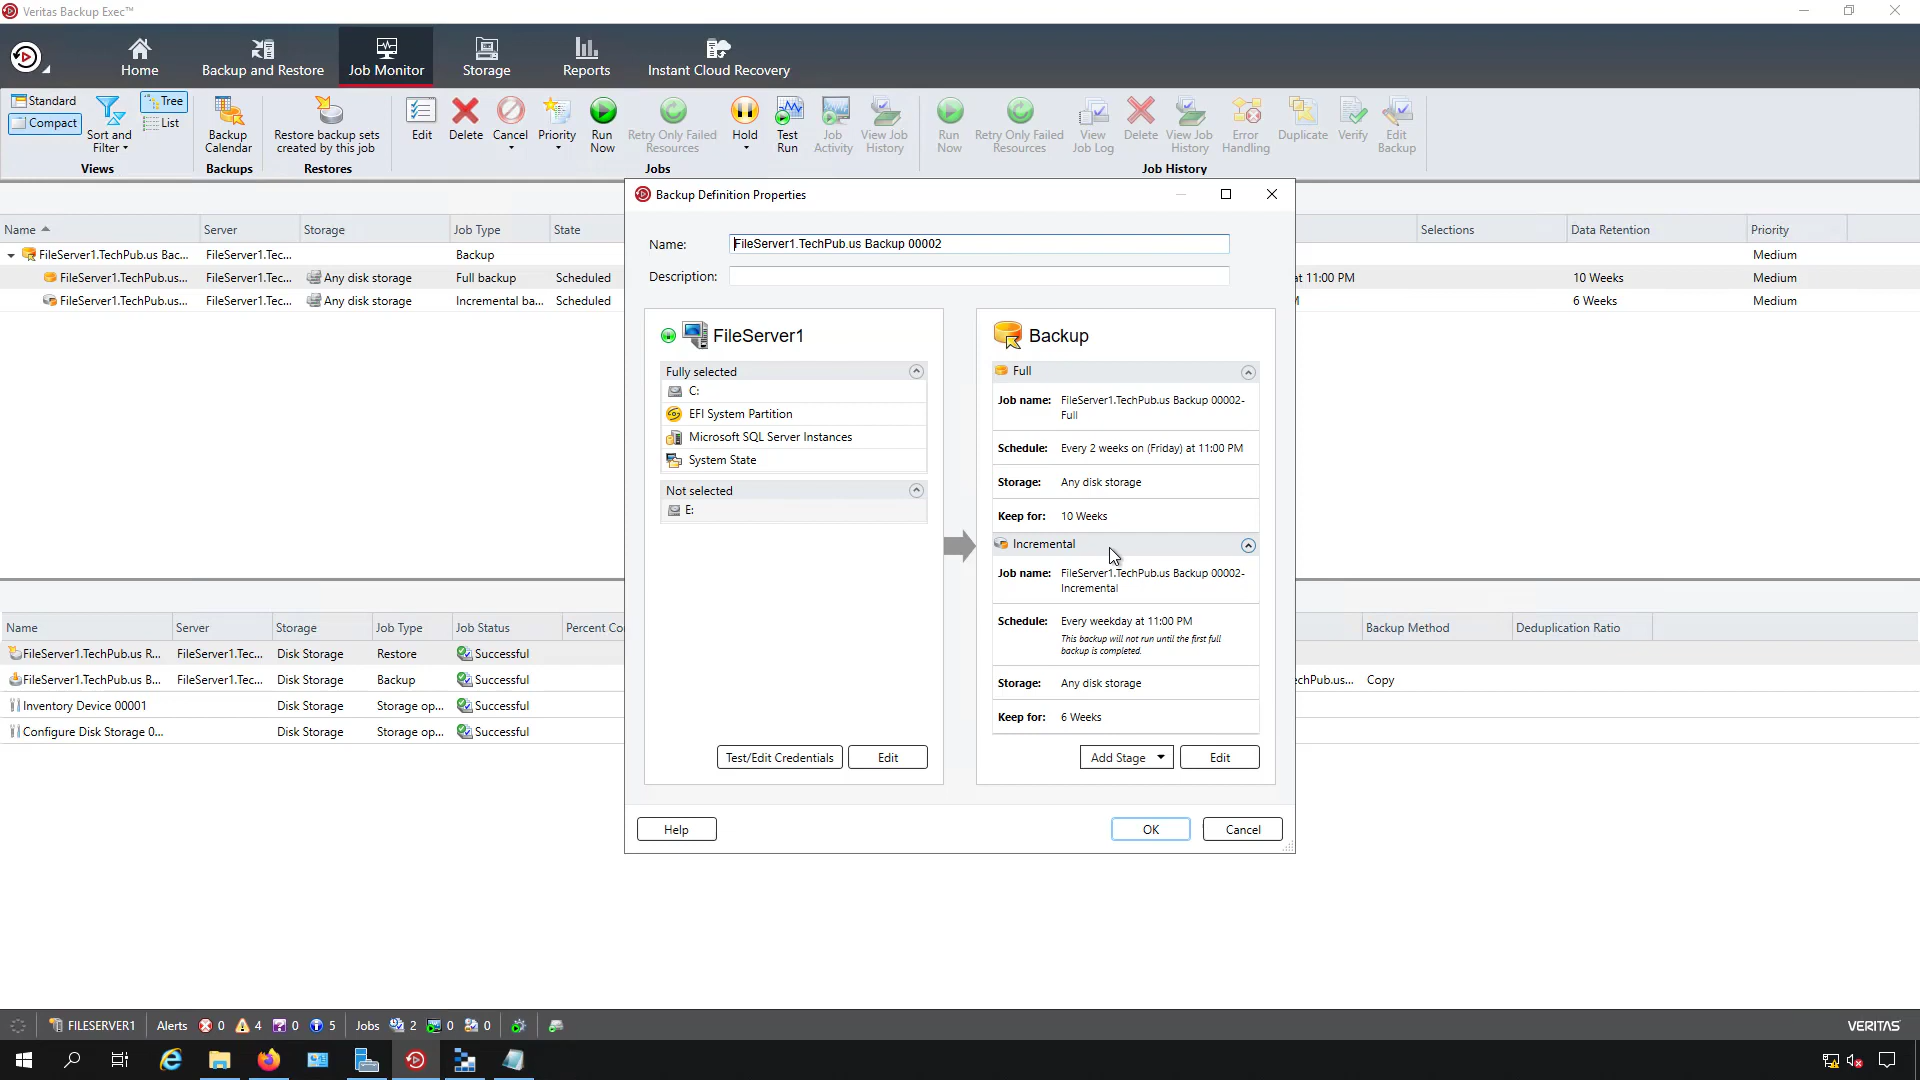 Veritas Backup Exec™
Home
Backup and Restore
Job Monitor
Storage
Reports
Instant Cloud Recovery
Standard
Compact
Sort and
Filter
Tree
List
Views
Backup
Calendar
Backups
Restore backup sets
created by this job
Restores
Edit
Delete
Cancel
Priority
Run
Now
Retry Only Failed
Resources
Hold
Test
Run
Job
Activity
View Job
History
Jobs
Run
Now
Retry Only Failed
Resources
View
Job Log
Delete
View Job
History
Error
Handling
Duplicate
Verify
Edit
Backup
Job History
Name Server Storage Job Type State Selections Data Retention Priority
FileServer1.TechPub.us Bac... FileServer1.Tec... Backup Medium
FileServer1.TechPub.us... FileServer1.Tec... Any disk storage Full backup Scheduled at 11:00 PM 10 Weeks Medium
FileServer1.TechPub.us... FileServer1.Tec... Any disk storage Incremental ba... Scheduled M 6 Weeks Medium
Backup Definition Properties
Name: FileServer1.TechPub.us Backup 00002
Description:
FileServer1
Fully selected
C:
EFI System Partition
Microsoft SQL Server Instances
System State
Not selected
E:
Test/Edit Credentials
Edit
Backup
Full
Job name: FileServer1.TechPub.us Backup 00002-
Full
Schedule: Every 2 weeks on (Friday) at 11:00 PM
Storage: Any disk storage
Keep for: 10 Weeks
Incremental
Job name: FileServer1.TechPub.us Backup 00002-
Incremental
Schedule: Every weekday at 11:00 PM
This backup will not run until the first full
backup is completed.
Storage: Any disk storage
Keep for: 6 Weeks
Add Stage
Edit
Help
OK
Cancel
Name Server Storage Job Type Job Status Percent Co Backup Method Deduplication Ratio
FileServer1.TechPub.us R... FileServer1.Tec... Disk Storage Restore Successful
FileServer1.TechPub.us B... FileServer1.Tec... Disk Storage Backup Successful echPub.us... Copy
Inventory Device 00001 Disk Storage Storage op... Successful
Configure Disk Storage 0... Disk Storage Storage op... Successful
FILESERVER1 Alerts 0 4 0 5 Jobs 2 0 0 VERITAS